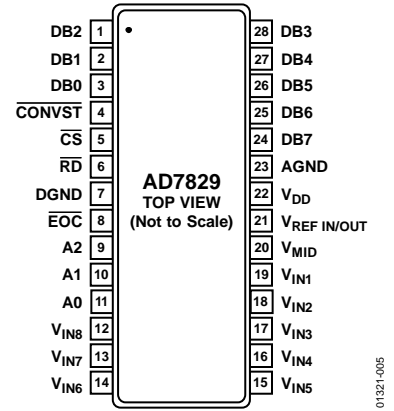 DB2 1 28 DB3
DB1 2 27 DB4
DB0 3 26 DB5
CONVST 4 25 DB6
CS 5 24 DB7
RD 6 23 AGND
DGND 7 22 VDD
EOC 8 21 VREF IN/OUT
A2 9 20 VMID
A1 10 19 VIN1
A0 11 18 VIN2
VIN8 12 17 VIN3
VIN7 13 16 VIN4
VIN6 14 15 VIN5
AD7829
TOP VIEW
(Not to Scale)
01321-005